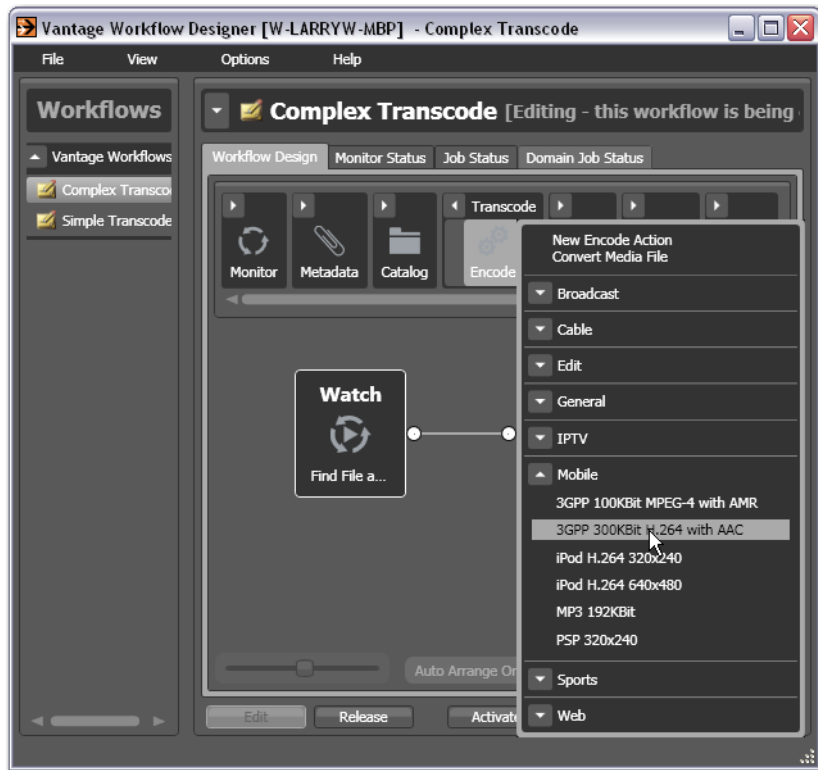 Vantage Workflow Designer [W-LARRYW-MBP] - Complex Transcode
File View Options Help
Workflows
Vantage Workflows
Complex Transco
Simple Transcode
Complex Transcode [Editing - this workflow is being
Workflow Design Monitor Status Job Status Domain Job Status
Transcode
Monitor Metadata Catalog Encode
New Encode Action
Convert Media File
Broadcast
Cable
Edit
General
IPTV
Mobile
3GPP 100KBit MPEG-4 with AMR
3GPP 300KBit H.264 with AAC
iPod H.264 320x240
iPod H.264 640x480
MP3 192KBit
PSP 320x240
Sports
Web
Watch
Find File a...
Auto Arrange Or
Edit Release Activate